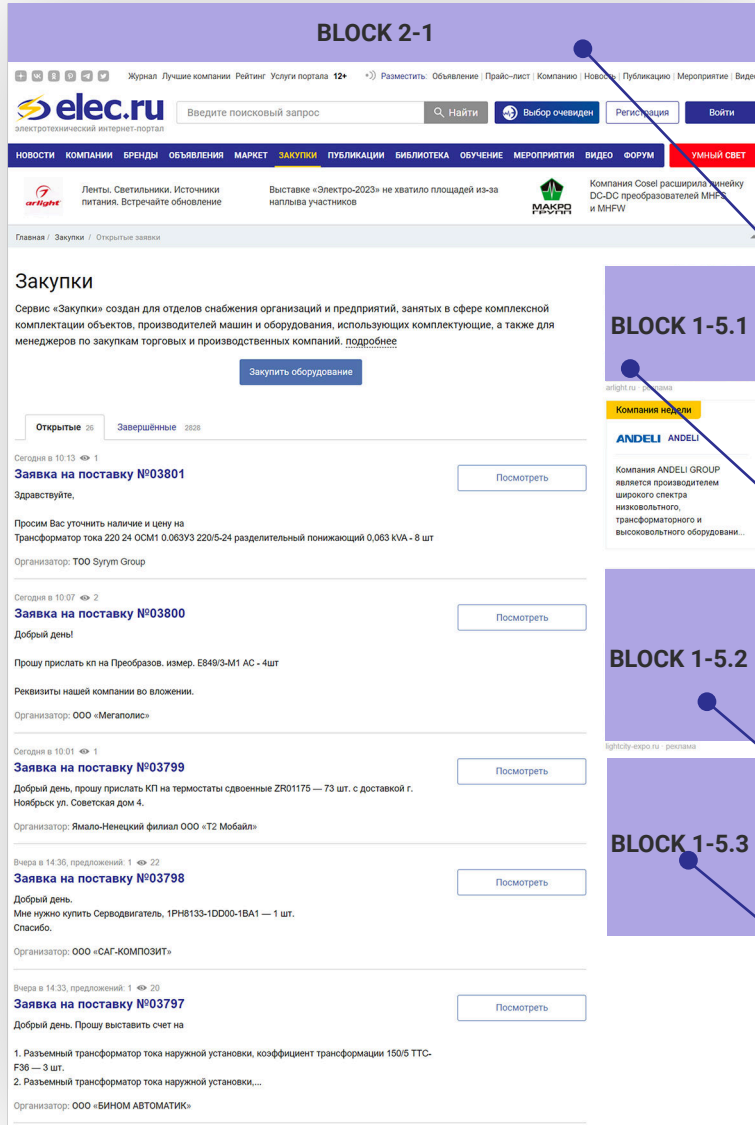 BLOCK 2-1
Журнал Лучшие компании Рейтинг Услуги портала 12+ Разместить: Объявление | Прайс-лист | Компанию | Новость | Публикацию | Мероприятие | Видео
elec.ru
электротехнический интернет-портал
Введите поисковый запрос
Найти
Выбор очевиден
Регистрация
Войти
НОВОСТИ КОМПАНИИ БРЕНДЫ ОБЪЯВЛЕНИЯ МАРКЕТ ЗАКУПКИ ПУБЛИКАЦИИ БИБЛИОТЕКА ОБУЧЕНИЕ МЕРОПРИЯТИЯ ВИДЕО ФОРУМ УМНЫЙ СВЕТ
arlight
Ленты. Светильники. Источники
питания. Встречайте обновление
Выставке «Электро-2023» не хватило площадей из-за
наплыва участников
МАКРО
ГРУПП
Компания Cosel расширила линейку
DC-DC преобразователей MHFS
и MHFW
Главная / Закупки / Открытые заявки
Закупки
Сервис «Закупки» создан для отделов снабжения организаций и предприятий, занятых в сфере комплексной
комплектации объектов, производителей машин и оборудования, использующих комплектующие, а также для
менеджеров по закупкам торговых и производственных компаний. подробнее
Закупить оборудование
Открытые 26 Завершённые 2828
Сегодня в 10:13 1
Заявка на поставку №03801
Посмотреть
Здравствуйте,
Просим Вас уточнить наличие и цену на
Трансформатор тока 220 24 ОСМ1 0.063У3 220/5-24 разделительный понижающий 0,063 kVA - 8 шт
Организатор: ТОО Syrym Group
Сегодня в 10:07 2
Заявка на поставку №03800
Посмотреть
Добрый день!
Прошу прислать кп на Преобразов. измер. Е849/3-М1 АС - 4шт
Реквизиты нашей компании во вложении.
Организатор: ООО «Мегаполис»
Сегодня в 10:01 1
Заявка на поставку №03799
Посмотреть
Добрый день, прошу прислать КП на термостаты сдвоенные ZR01175 — 73 шт. с доставкой г.
Ноябрьск ул. Советская дом 4.
Организатор: Ямало-Ненецкий филиал ООО «Т2 Мобайл»
Вчера в 14:36, предложений: 1 22
Заявка на поставку №03798
Посмотреть
Добрый день.
Мне нужно купить Серводвигатель, 1PH8133-1DD00-1BA1 — 1 шт.
Спасибо.
Организатор: ООО «САГ-КОМПОЗИТ»
Вчера в 14:33, предложений: 1 20
Заявка на поставку №03797
Посмотреть
Добрый день. Прошу выставить счет на
1. Разъемный трансформатор тока наружной установки, коэффициент трансформации 150/5 ТТС-
F36 — 3 шт.
2. Разъемный трансформатор тока наружной установки,...
Организатор: ООО «БИНОМ АВТОМАТИК»
BLOCK 1-5.1
arlight.ru · реклама
Компания недели
ANDELI ANDELI
Компания ANDELI GROUP
является производителем
широкого спектра
низковольтного,
трансформаторного и
высоковольтного оборудовани...
BLOCK 1-5.2
lightcity-expo.ru · реклама
BLOCK 1-5.3